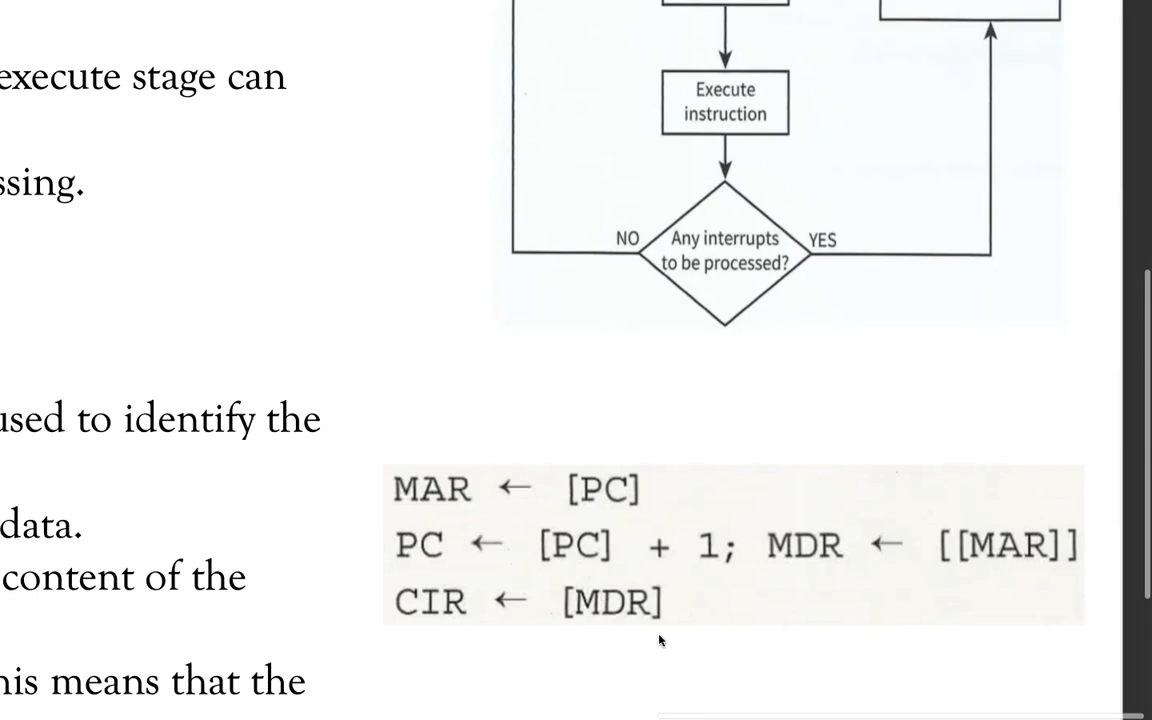 execute stage can
ssing.
Execute
instruction
NO
Any interrupts
to be processed?
YES
used to identify the
data.
content of the
his means that the
MAR ← [PC]
PC ← [PC] + 1; MDR ← [[MAR]]
CIR ← [MDR]